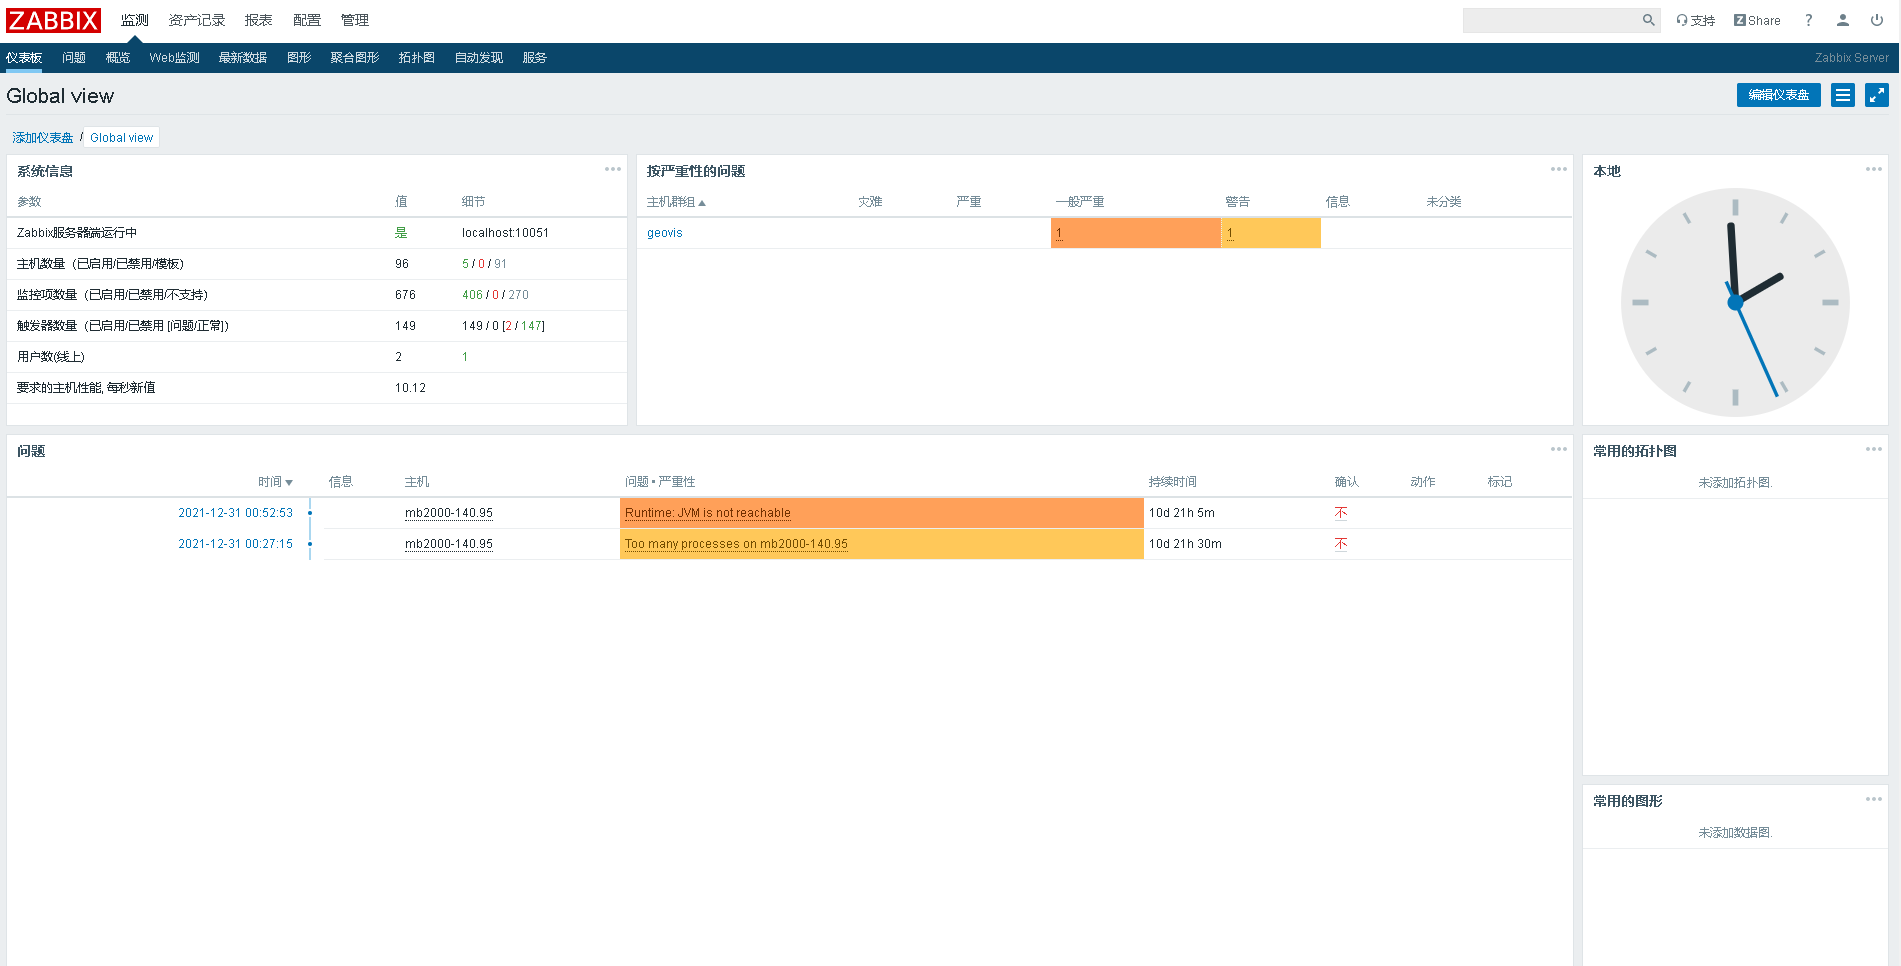 ZABBIX 监测 资产记录 报表 配置 管理 支持 Z Share ?
仪表板 问题 概览 Web监测 最新数据 图形 聚合图形 拓扑图 自动发现 服务 Zabbix Server
Global view 编辑仪表盘
添加仪表盘 / Global view
系统信息
参数 值 细节
Zabbix服务器端运行中 是 localhost:10051
主机数量（已启用/已禁用/模板） 96 5 / 0 / 91
监控项数量（已启用/已禁用/不支持） 676 406 / 0 / 270
触发器数量（已启用/已禁用 [问题/正常]） 149 149 / 0 [2 / 147]
用户数(线上) 2 1
要求的主机性能, 每秒新值 10.12
按严重性的问题
主机群组 灾难 严重 一般严重 警告 信息 未分类
geovis 1 1
本地
问题
时间 信息 主机 问题 • 严重性 持续时间 确认 动作 标记
2021-12-31 00:52:53 mb2000-140.95 Runtime: JVM is not reachable 10d 21h 5m 不
2021-12-31 00:27:15 mb2000-140.95 Too many processes on mb2000-140.95 10d 21h 30m 不
常用的拓扑图
未添加拓扑图.
常用的图形
未添加数据图.